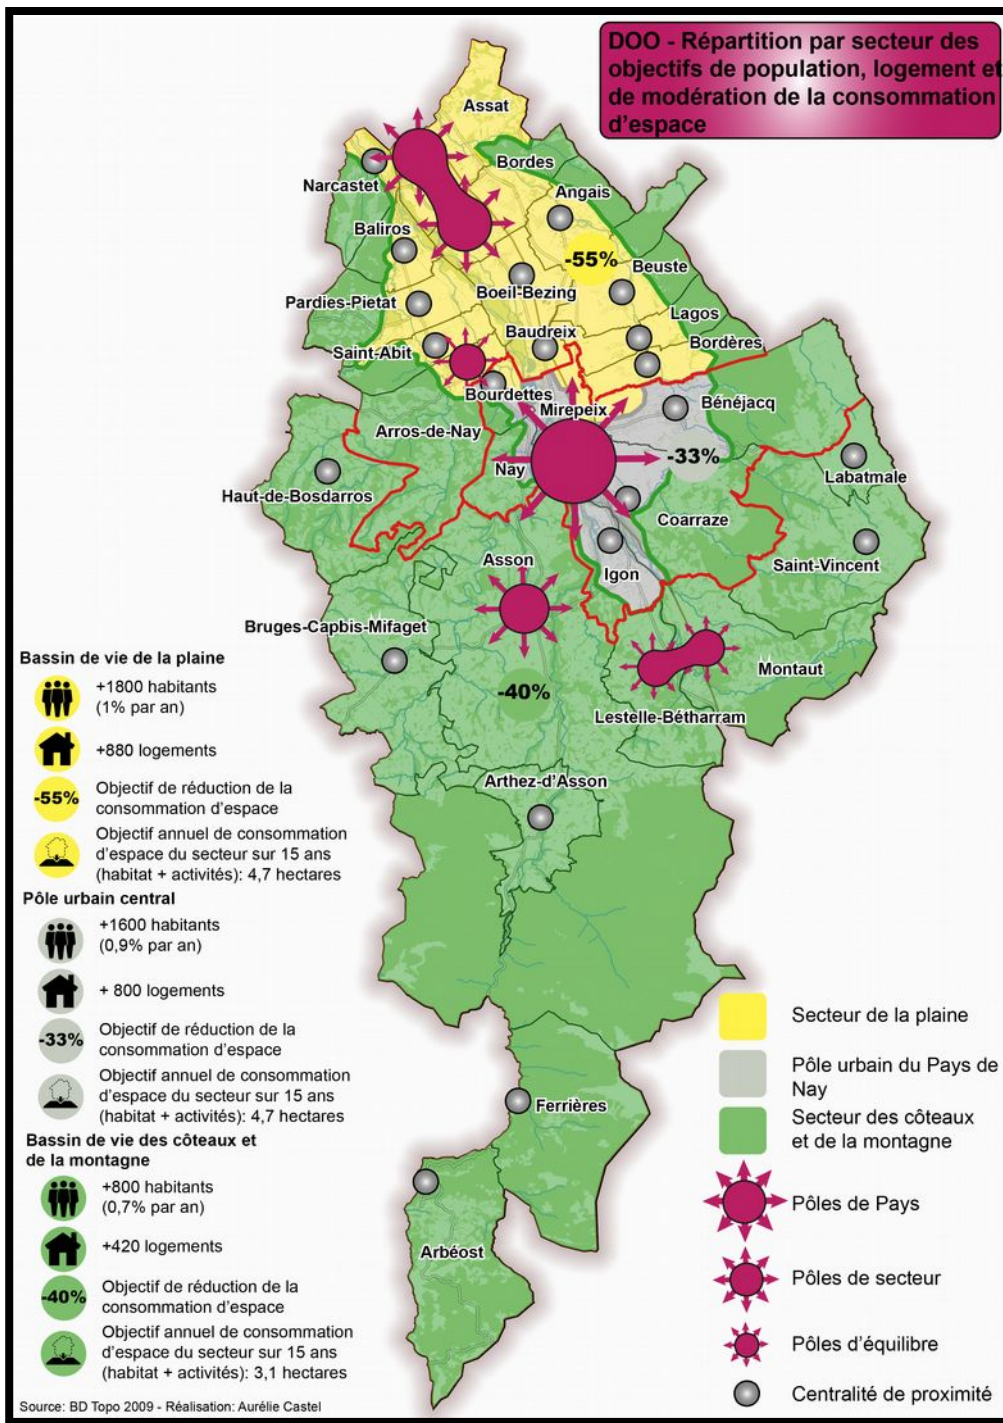 DOO - Répartition par secteur des
objectifs de population, logement et
de modération de la consommation
d'espace
Assat
Bordes
Narcastet
Angais
Baliros
-55%
Beuste
Boeil-Bezing
Pardies-Pietat
Lagos
Baudreix
Bordères
Saint-Abit
Bourdettes
Mirepeix
Bénéjacq
Arros-de-Nay
Nay
-33%
Labatmale
Haut-de-Bosdarros
Coarraze
Saint-Vincent
Asson
Igon
Bruges-Capbis-Mifaget
Montaut
-40%
Lestelle-Bétharram
Arthez-d'Asson
Ferrières
Arbéost
Bassin de vie de la plaine
+1800 habitants
(1% par an)
+880 logements
-55%
Objectif de réduction de la
consommation d'espace
Objectif annuel de consommation
d'espace du secteur sur 15 ans
(habitat + activités): 4,7 hectares
Pôle urbain central
+1600 habitants
(0,9% par an)
+ 800 logements
-33%
Objectif de réduction de la
consommation d'espace
Objectif annuel de consommation
d'espace du secteur sur 15 ans
(habitat + activités): 4,7 hectares
Bassin de vie des côteaux et
de la montagne
+800 habitants
(0,7% par an)
+420 logements
-40%
Objectif de réduction de la
consommation d'espace
Objectif annuel de consommation
d'espace du secteur sur 15 ans
(habitat + activités): 3,1 hectares
Secteur de la plaine
Pôle urbain du Pays de
Nay
Secteur des côteaux
et de la montagne
Pôles de Pays
Pôles de secteur
Pôles d'équilibre
Centralité de proximité
Source: BD Topo 2009 - Réalisation: Aurélie Castel